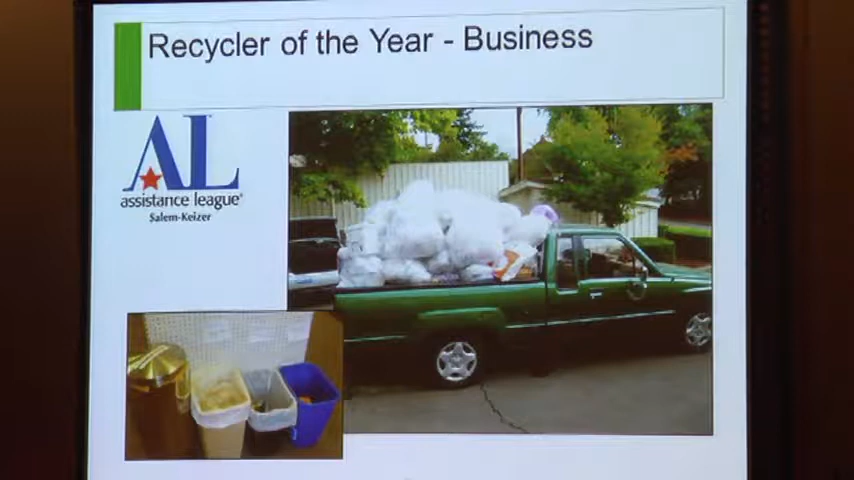 Recycler of the Year - Business
AL
assistance league®
Salem-Keizer